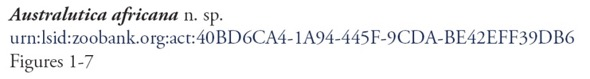 Australutica africana n. sp.
urn:lsid:zoobank.org:act:40BD6CA4-1A94-445F-9CDA-BE42EFF39DB6
Figures 1-7